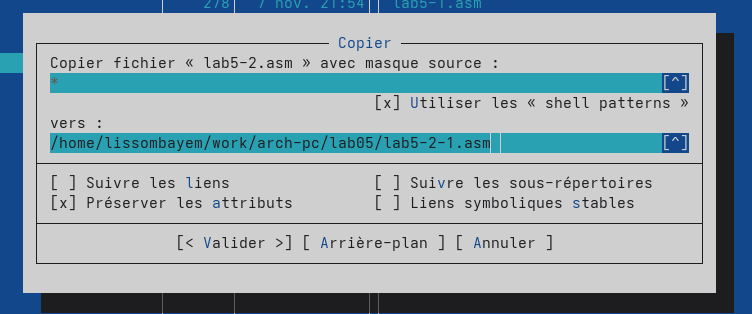 278 7 nov. 21:54 lab5-1.asm
Copier
Copier fichier « lab5-2.asm » avec masque source :
* [^]
[x] Utiliser les « shell patterns »
vers :
/home/lissombayem/work/arch-pc/lab05/lab5-2-1.asm [^]
[ ] Suivre les liens [ ] Suivre les sous-répertoires
[x] Préserver les attributs [ ] Liens symboliques stables
[< Valider >] [ Arrière-plan ] [ Annuler ]